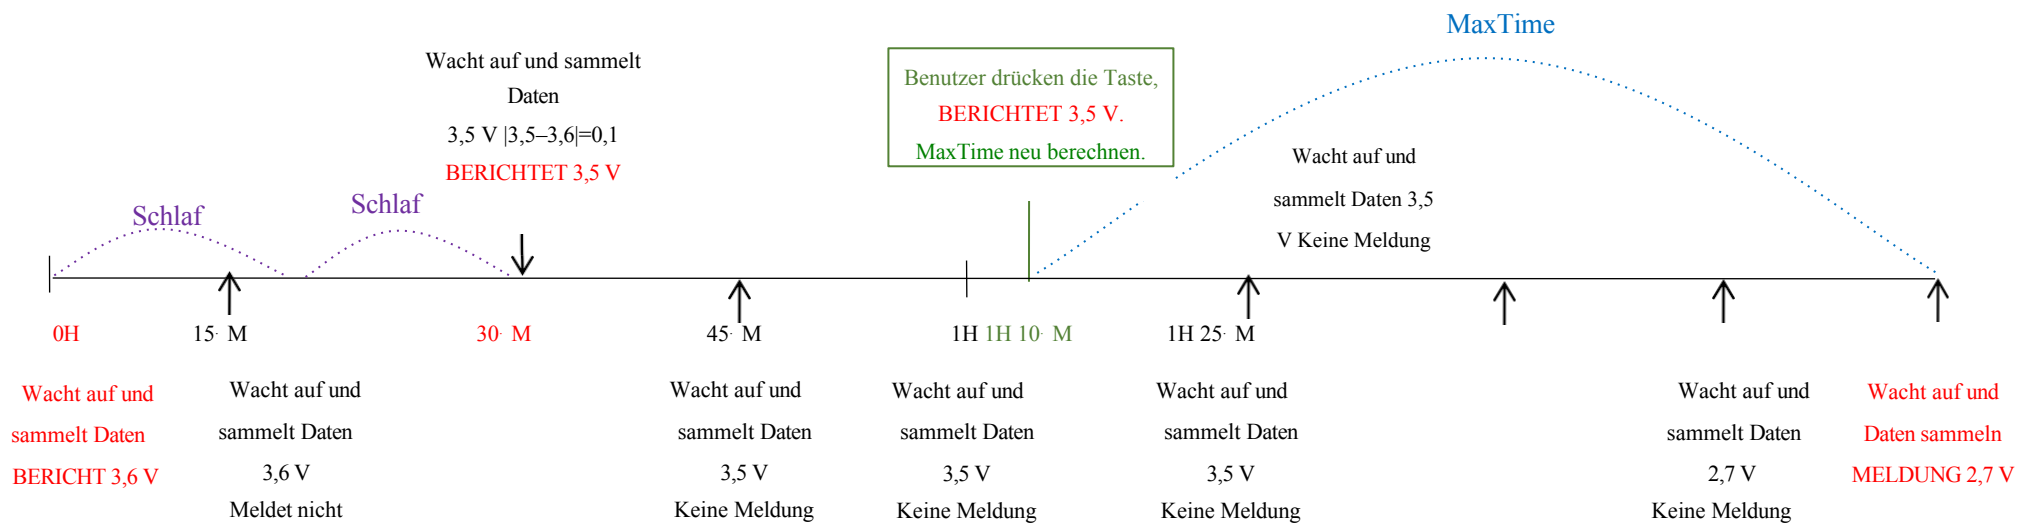 MaxTime
Wacht auf und sammelt
Daten
3,5 V |3,5–3,6|=0,1
BERICHTET 3,5 V
Benutzer drücken die Taste,
BERICHTET 3,5 V.
MaxTime neu berechnen.
Wacht auf und
sammelt Daten 3,5
V Keine Meldung
Schlaf
Schlaf
0H
15· M
30· M
45· M
1H
1H 10· M
1H 25· M
Wacht auf und
sammelt Daten
BERICHT 3,6 V
Wacht auf und
sammelt Daten
3,6 V
Meldet nicht
Wacht auf und
sammelt Daten
3,5 V
Keine Meldung
Wacht auf und
sammelt Daten
3,5 V
Keine Meldung
Wacht auf und
sammelt Daten
3,5 V
Keine Meldung
Wacht auf und
sammelt Daten
2,7 V
Keine Meldung
Wacht auf und
Daten sammeln
MELDUNG 2,7 V